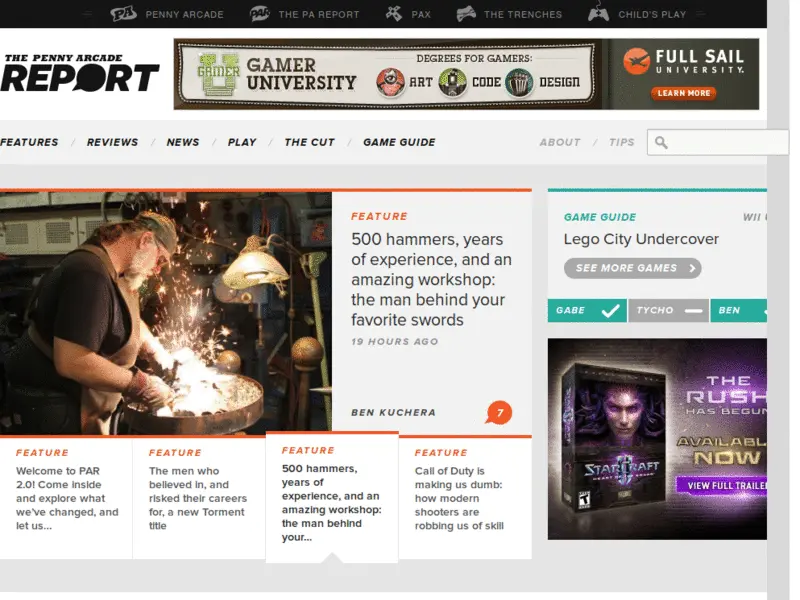 PA PENNY ARCADE
PAR THE PA REPORT
PAX
THE TRENCHES
CHILD'S PLAY
THE PENNY ARCADE
REPORT
GAMER
GAMER
UNIVERSITY
DEGREES FOR GAMERS:
ART
CODE
DESIGN
FULL SAIL
UNIVERSITY.
LEARN MORE
FEATURES / REVIEWS / NEWS / PLAY / THE CUT / GAME GUIDE
ABOUT / TIPS
FEATURE
500 hammers, years
of experience, and an
amazing workshop:
the man behind your
favorite swords
19 HOURS AGO
BEN KUCHERA
7
GAME GUIDE
WII
Lego City Undercover
SEE MORE GAMES
GABE
TYCHO
BEN
FEATURE
Welcome to PAR
2.0! Come inside
and explore what
we've changed, and
let us...
FEATURE
The men who
believed in, and
risked their careers
for, a new Torment
title
FEATURE
500 hammers,
years of
experience, and an
amazing workshop:
the man behind
your...
FEATURE
Call of Duty is
making us dumb:
how modern
shooters are
robbing us of skill
THE
RUSH
HAS BEGUN
AVAILABL
NOW
VIEW FULL TRAILE
STARCRAFT
II